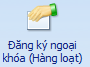 Đăng ký ngoại
khóa (Hàng loạt)